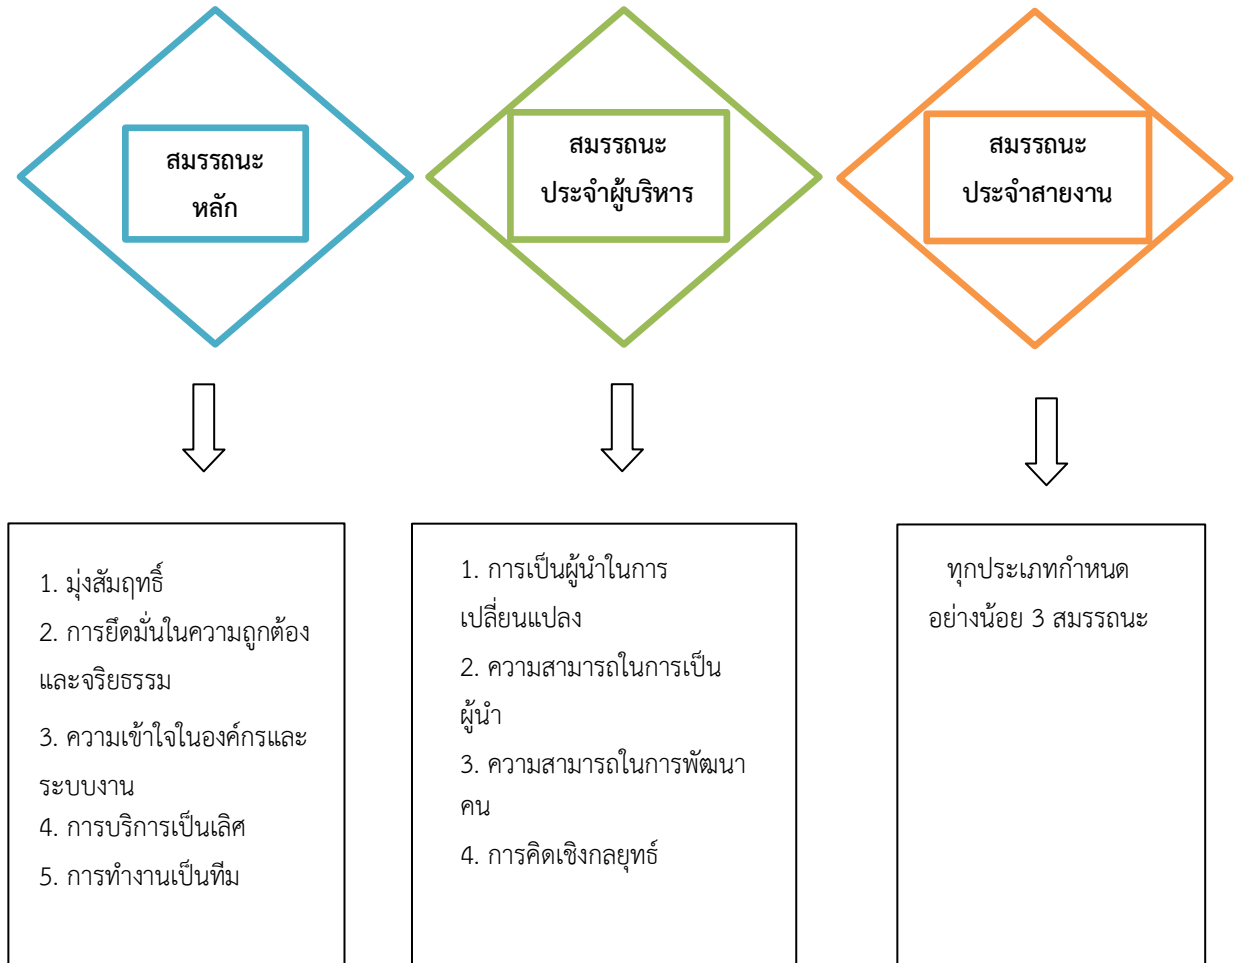 สมรรถนะ
หลัก
สมรรถนะ
ประจำผู้บริหาร
สมรรถนะ
ประจำสายงาน
1. มุ่งสัมฤทธิ์
2. การยึดมั่นในความถูกต้อง
และจริยธรรม
3. ความเข้าใจในองค์กรและ
ระบบงาน
4. การบริการเป็นเลิศ
5. การทำงานเป็นทีม
1. การเป็นผู้นำในการ
เปลี่ยนแปลง
2. ความสามารถในการเป็น
ผู้นำ
3. ความสามารถในการพัฒนา
คน
4. การคิดเชิงกลยุทธ์
ทุกประเภทกำหนด
อย่างน้อย 3 สมรรถนะ